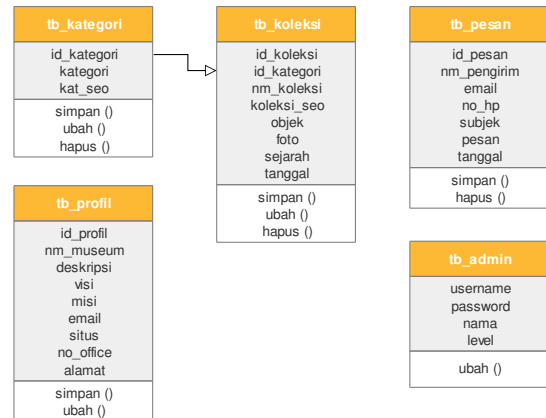 tb_kategori
id_kategori
kategori
kat_seo
simpan ()
ubah ()
hapus ()
tb_koleksi
id_koleksi
id_kategori
nm_koleksi
koleksi_seo
objek
foto
sejarah
tanggal
simpan ()
ubah ()
hapus ()
tb_pesan
id_pesan
nm_pengirim
email
no_hp
subjek
pesan
tanggal
simpan ()
hapus ()
tb_profil
id_profil
nm_museum
deskripsi
visi
misi
email
situs
no_office
alamat
simpan ()
ubah ()
tb_admin
username
password
nama
level
ubah ()